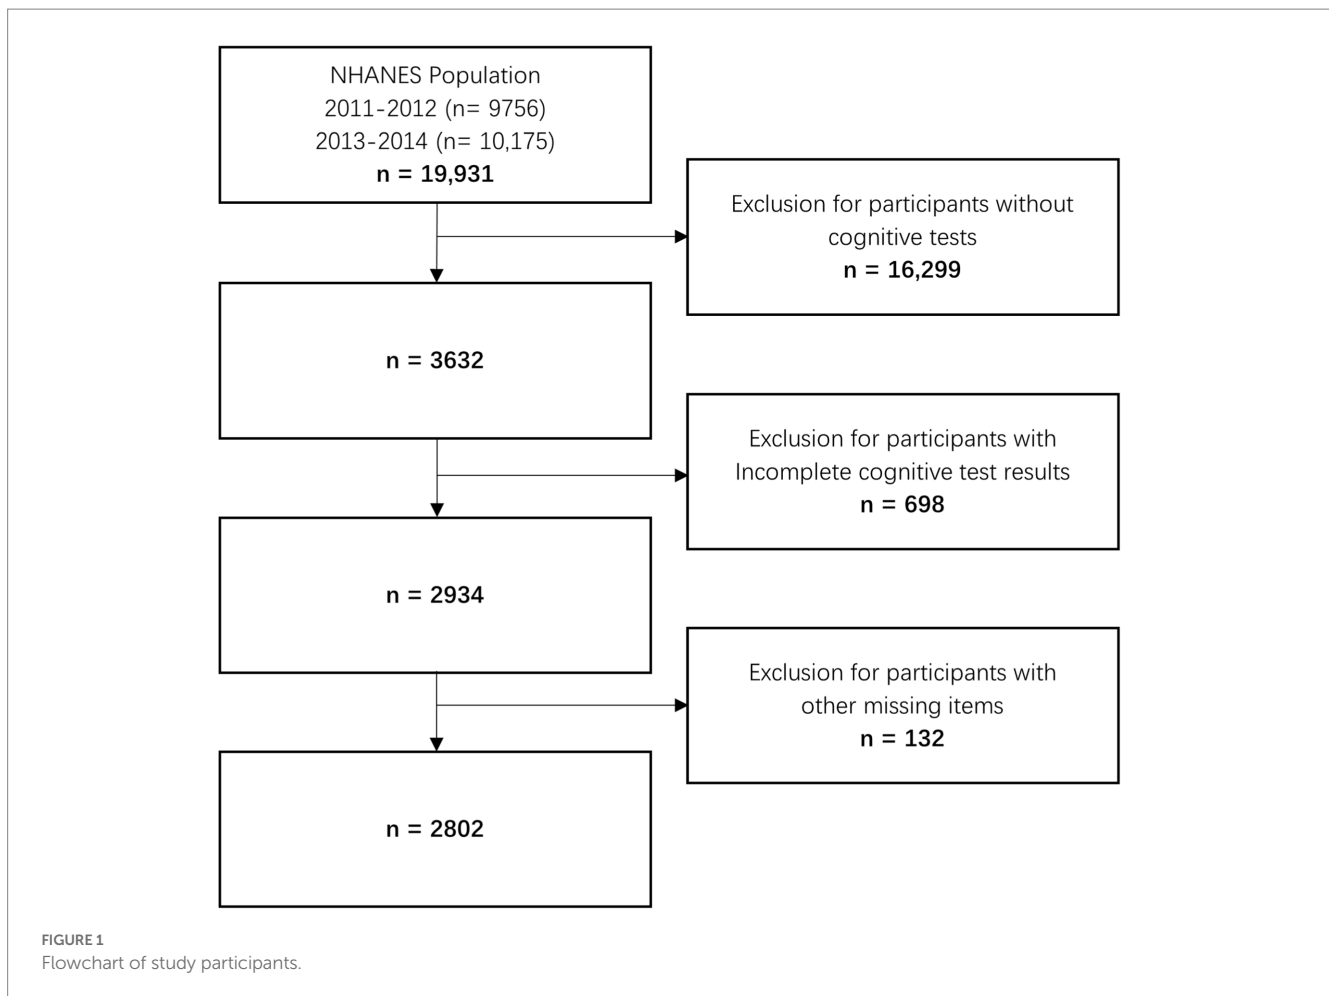 NHANES Population
2011-2012 (n= 9756)
2013-2014 (n= 10,175)
n = 19,931
Exclusion for participants without
cognitive tests
n = 16,299
n = 3632
Exclusion for participants with
Incomplete cognitive test results
n = 698
n = 2934
Exclusion for participants with
other missing items
n = 132
n = 2802
FIGURE 1
Flowchart of study participants.